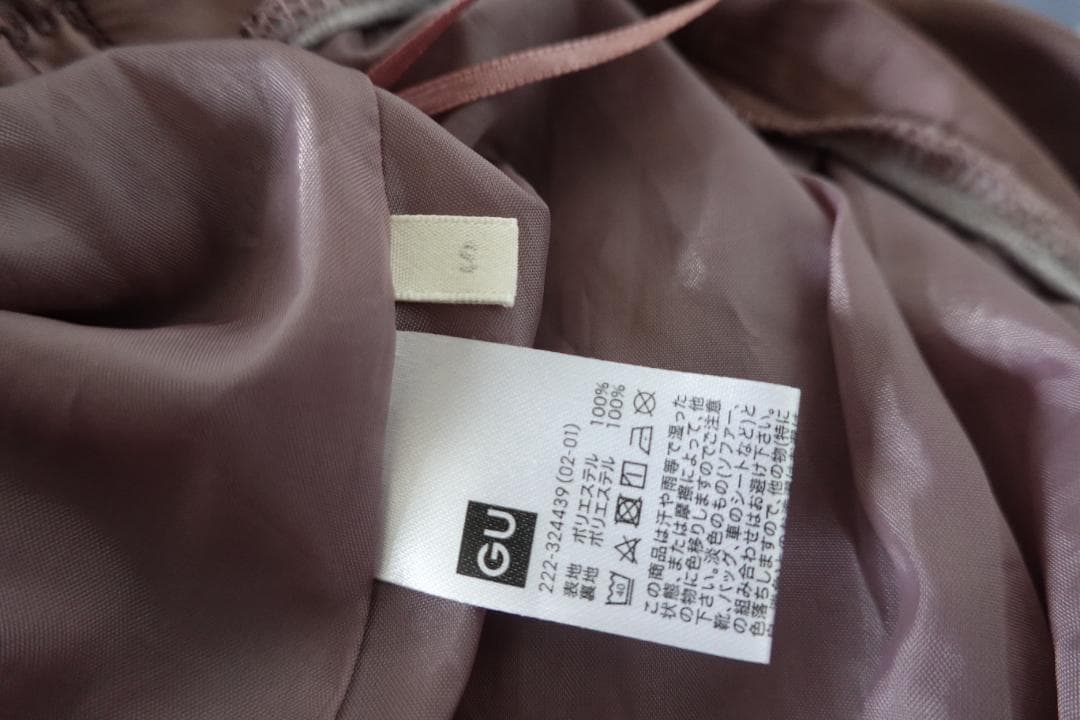 S
GU
222-324439(02-01)
表地 ポリエステル 100%
裏地 ポリエステル 100%
40
この商品は汗や雨等で湿った
状態、または摩擦によって、他
の物に色移りしますのでご注意
下さい。淡色のもの(ソファー、
靴、バッグ、車のシートなど)と
の組み合わせはお避け下さい。
色落ちしますので、他の物(特に